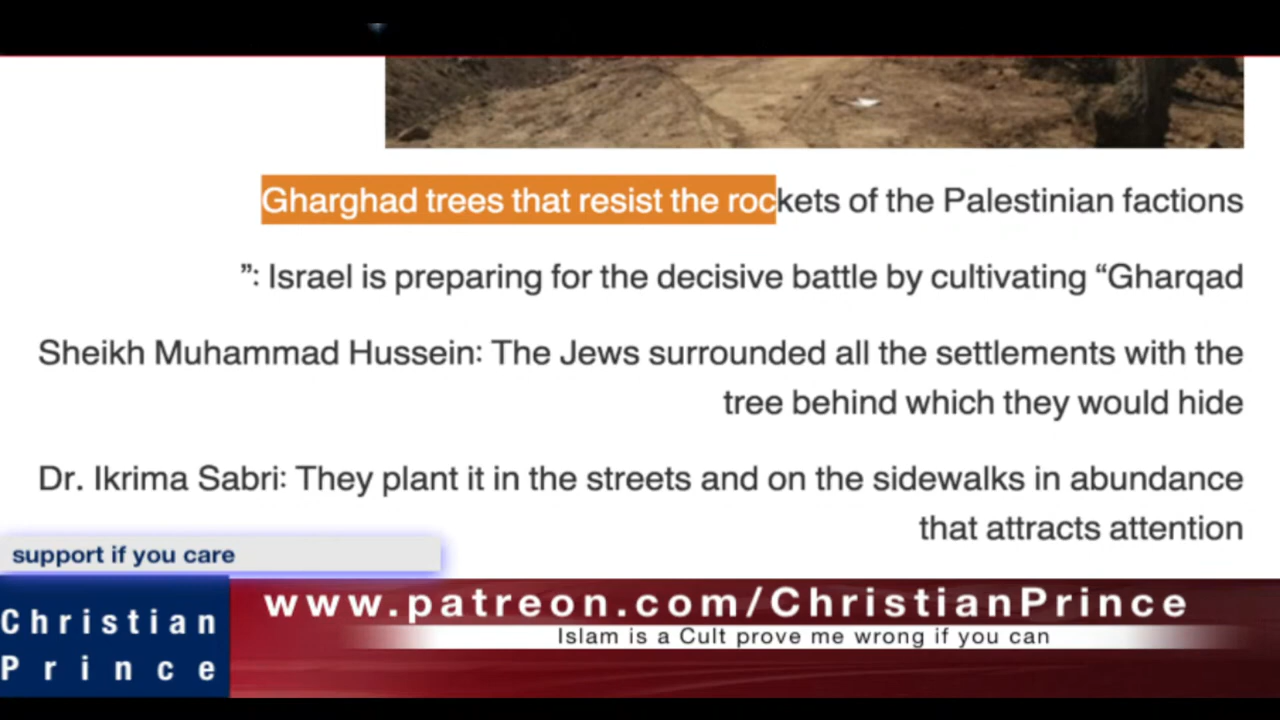 Gharghad trees that resist the rockets of the Palestinian factions
”: Israel is preparing for the decisive battle by cultivating “Gharqad
Sheikh Muhammad Hussein: The Jews surrounded all the settlements with the
tree behind which they would hide
Dr. Ikrima Sabri: They plant it in the streets and on the sidewalks in abundance
that attracts attention
support if you care
Christian
Prince
www.patreon.com/ChristianPrince
Islam is a Cult prove me wrong if you can